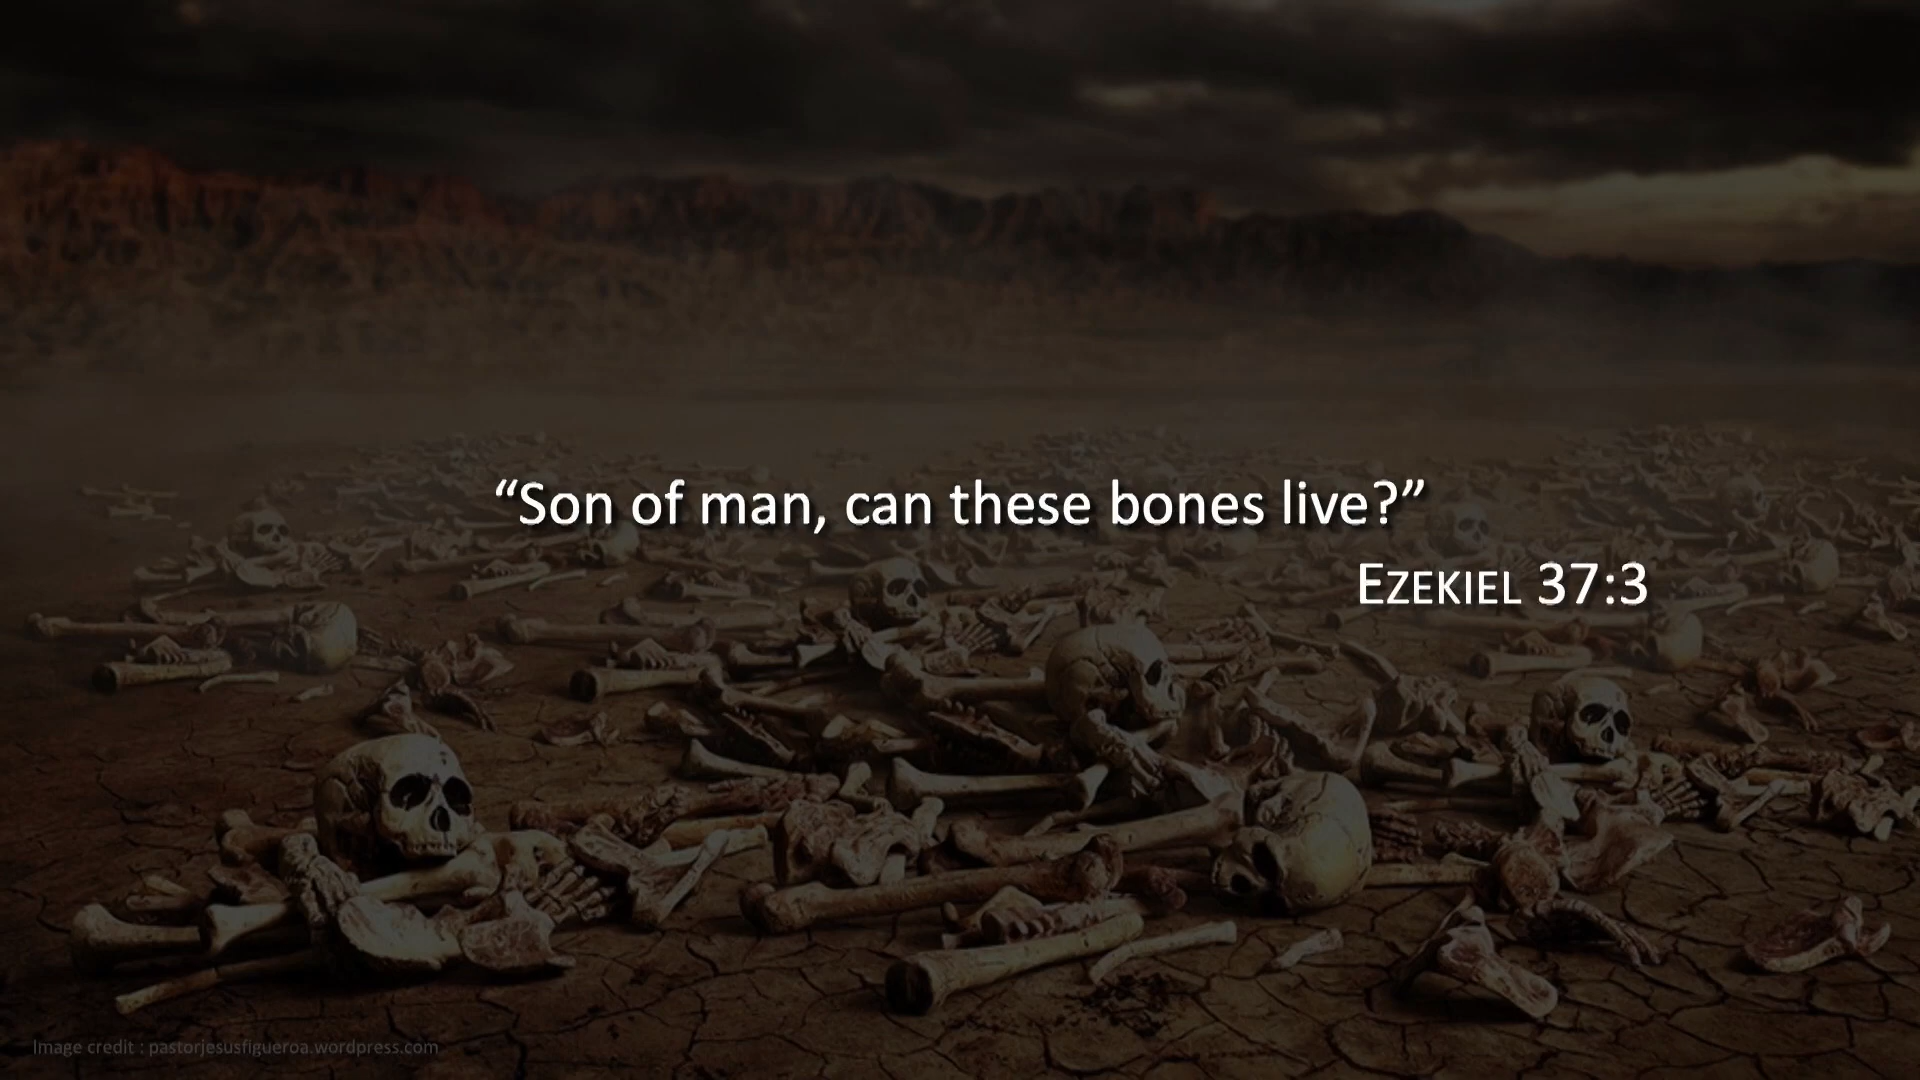 “Son of man, can these bones live?”
Ezekiel 37:3
Image credit : pastorjesusfigueroa.wordpress.com